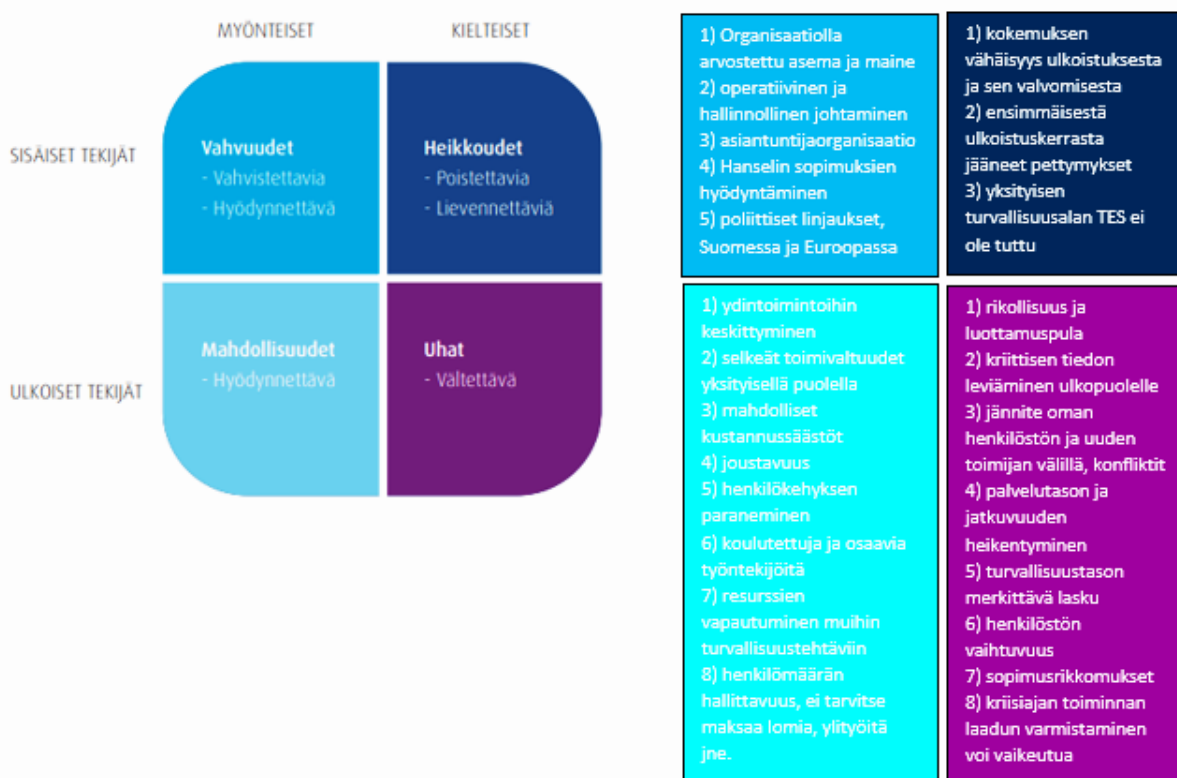 MYÖNTEISET
KIELTEISET
SISÄISET TEKIJÄT
Vahvuudet
- Vahvistettavia
- Hyödynnettävä
Heikkoudet
- Poistettavia
- Lievennettäviä
ULKOISET TEKIJÄT
Mahdollisuudet
- Hyödynnettävä
Uhat
- Vältettävä
1) Organisaatiolla
arvostettu asema ja maine
2) operatiivinen ja
hallinnollinen johtaminen
3) asiantuntijaorganisaatio
4) Hanselin sopimuksien
hyödyntäminen
5) poliittiset linjaukset,
Suomessa ja Euroopassa
1) kokemuksen
vähäisyys ulkoistuksesta
ja sen valvomisesta
2) ensimmäisestä
ulkoistuskerrasta
jääneet pettymykset
3) yksityisen
turvallisuusalan TES ei
ole tuttu
1) ydintoimintoihin
keskittyminen
2) selkeät toimivaltuudet
yksityisellä puolella
3) mahdolliset
kustannussäästöt
4) joustavuus
5) henkilökehyksen
paraneminen
6) koulutettuja ja osaavia
työntekijöitä
7) resurssien
vapautuminen muihin
turvallisuustehtäviin
8) henkilömäärän
hallittavuus, ei tarvitse
maksaa lomia, ylityöitä
jne.
1) rikollisuus ja
luottamuspula
2) kriittisen tiedon
leviäminen ulkopuolelle
3) jännite oman
henkilöstön ja uuden
toimijan välillä, konfliktit
4) palvelutason ja
jatkuvuuden
heikentyminen
5) turvallisuustason
merkittävä lasku
6) henkilöstön
vaihtuvuus
7) sopimusrikkomukset
8) kriisiajan toiminnan
laadun varmistaminen
voi vaikeutua